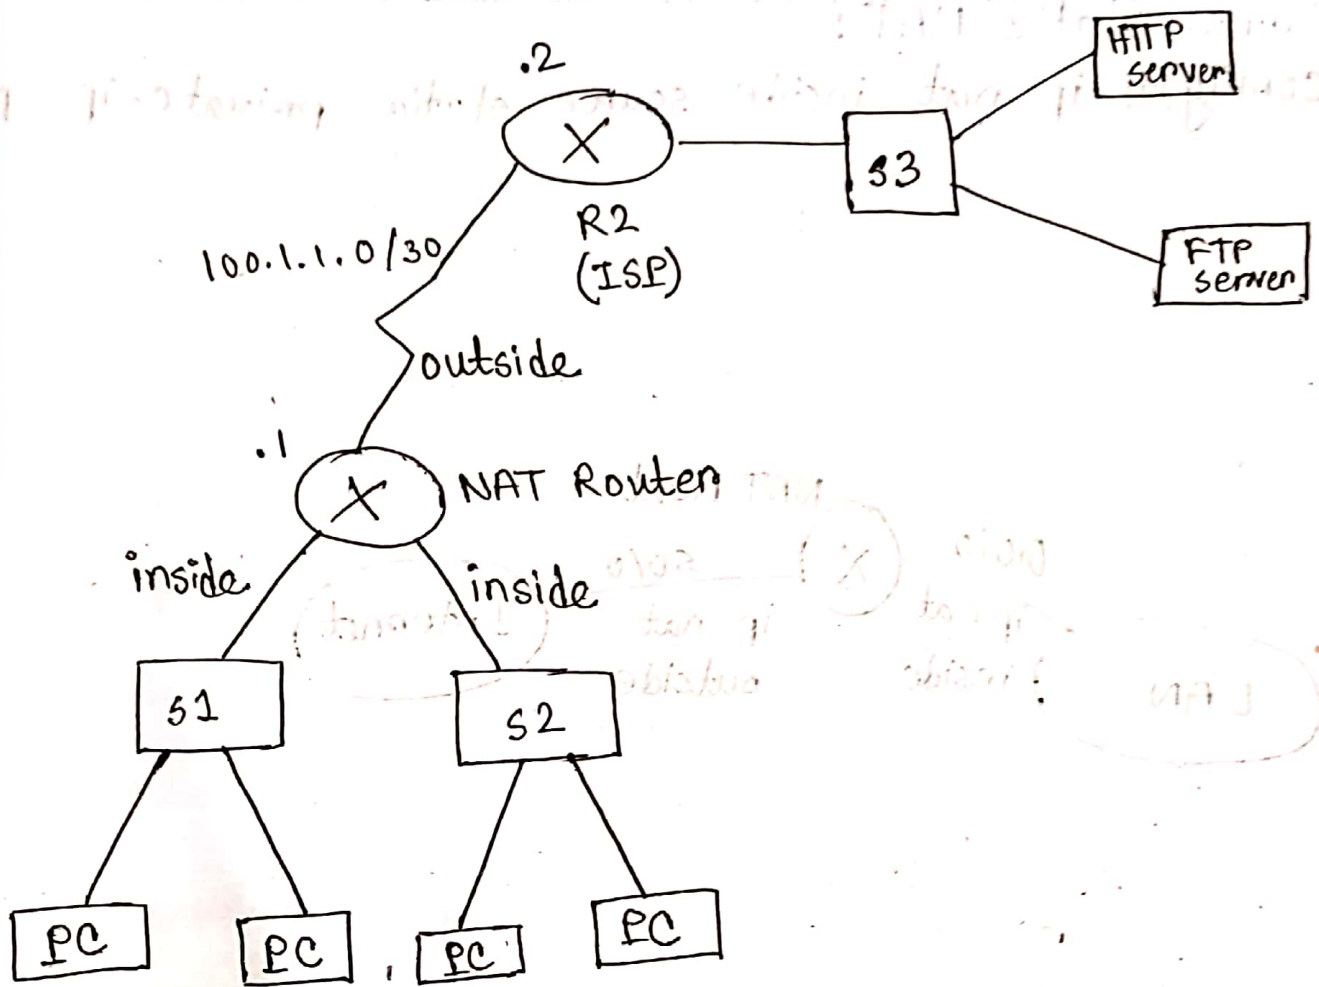 .2
HTTP
server
S3
R2
(ISP)
FTP
server
100.1.1.0/30
outside
.1
NAT Router
inside
inside
S1
S2
PC
PC
PC
PC